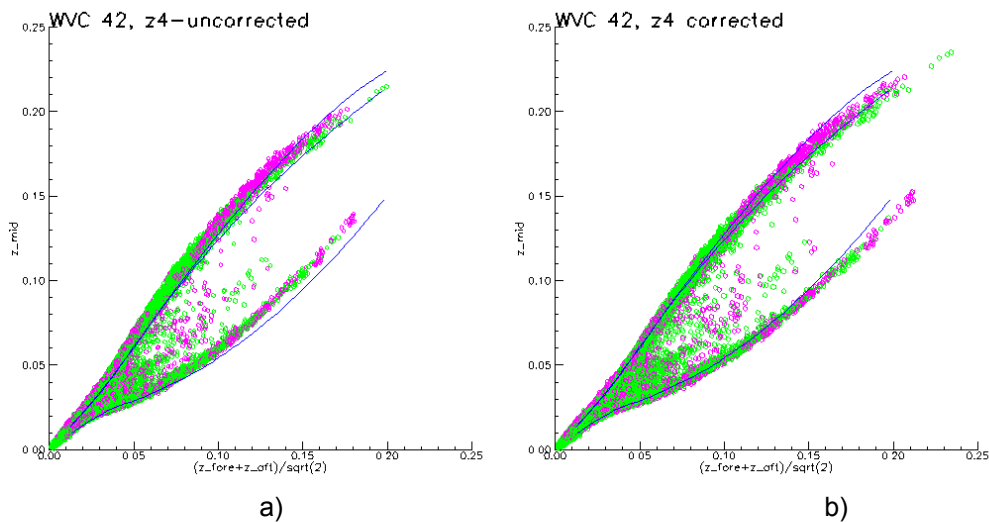 WVC 42, z4-uncorrected
0.25
0.20
0.15
0.10
0.05
0.00
z_mid
0.00 0.05 0.10 0.15 0.20 0.25
(z_fore+z_aft)/sqrt(2)
a)
WVC 42, z4 corrected
0.25
0.20
0.15
0.10
0.05
0.00
z_mid
0.00 0.05 0.10 0.15 0.20 0.25
(z_fore+z_aft)/sqrt(2)
b)